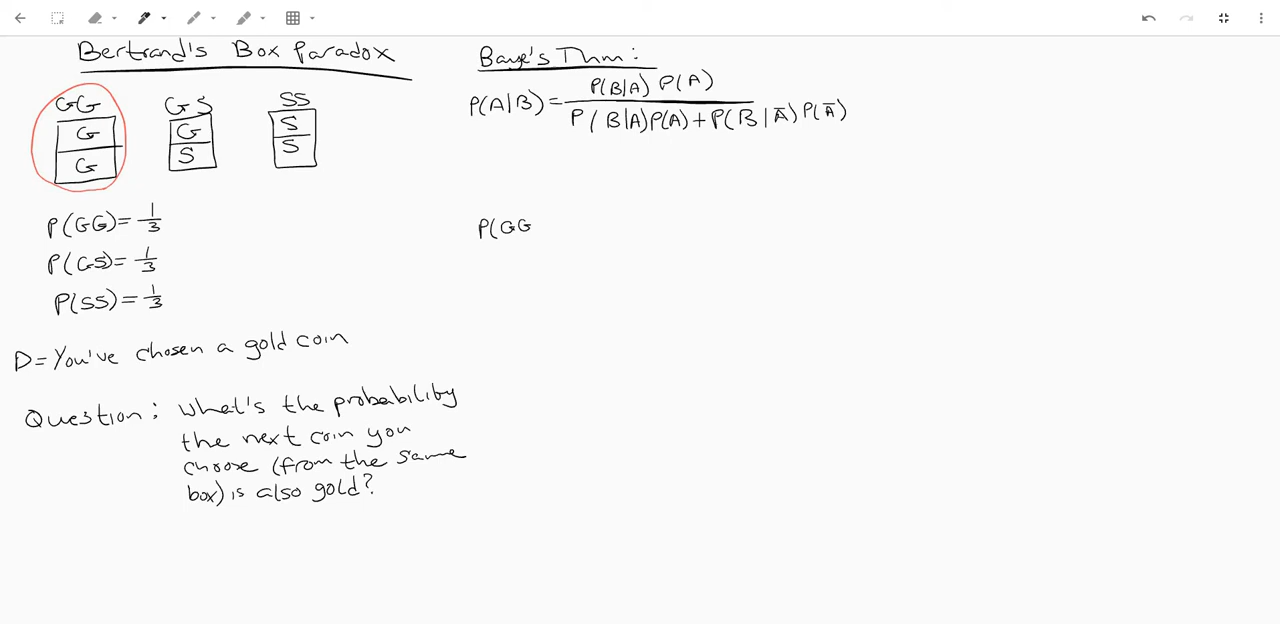 Bertrand's Box Paradox
GG GS SS
G G S
G S S
P(GG)= 1/3
P(GS)= 1/3
P(SS)= 1/3
D=You've chosen a gold coin
Question: What's the probability
the next coin you
choose (from the same
box) is also gold?
Baye's Thm:
P(A|B)= P(B|A) P(A) / P(B|A)P(A)+P(B|Ā)P(Ā)
P(GG